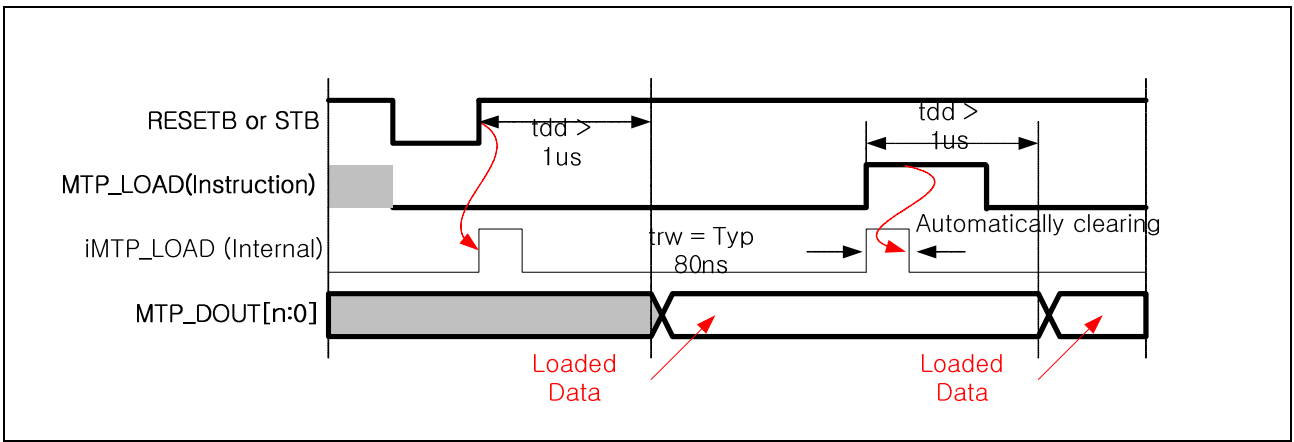 RESETB or STB
tdd >
1us
tdd >
1us
MTP_LOAD(Instruction)
Automatically clearing
iMTP_LOAD (Internal)
trw = Typ
80ns
MTP_DOUT[n:0]
Loaded
Data
Loaded
Data